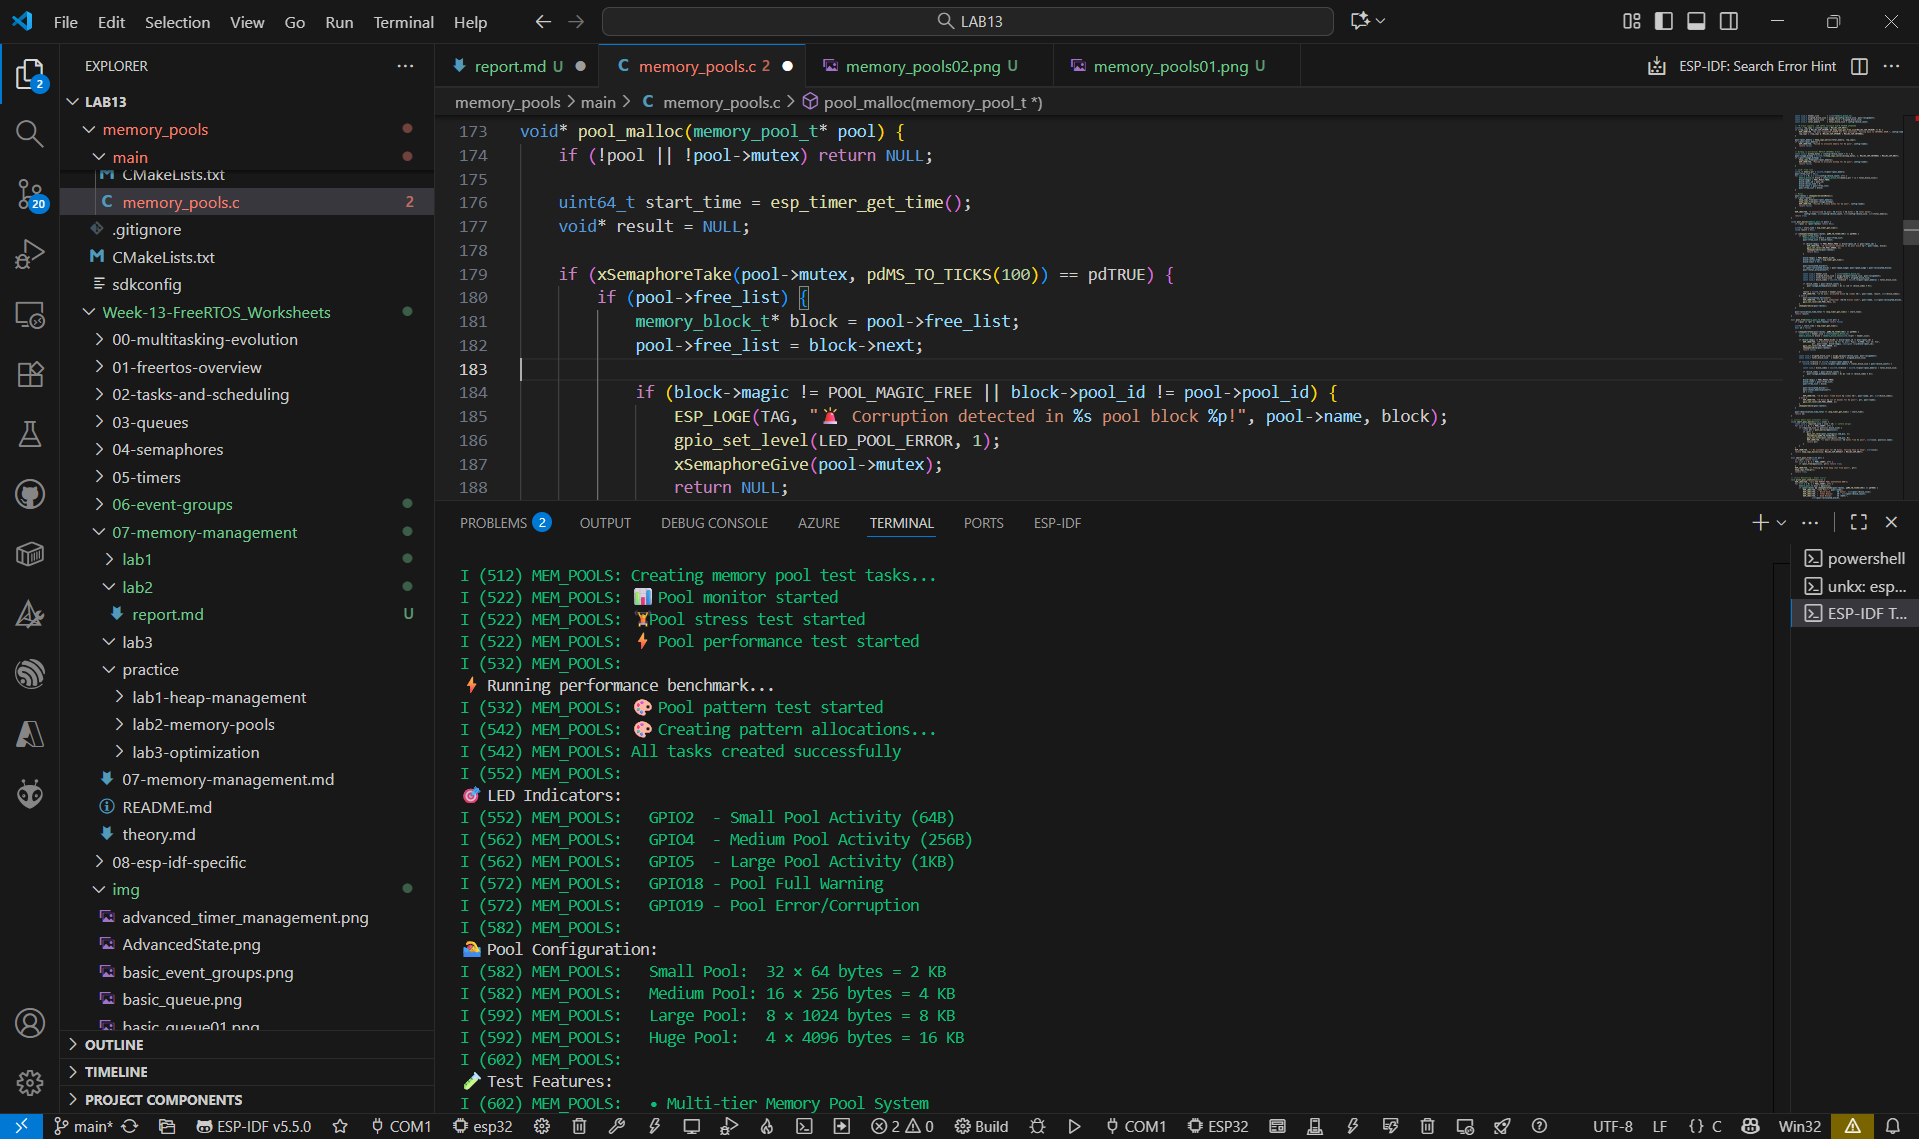 File Edit Selection View Go Run Terminal Help
LAB13
EXPLORER
report.md U
memory_pools.c 2
memory_pools02.png U
memory_pools01.png U
ESP-IDF: Search Error Hint
memory_pools > main > C memory_pools.c > pool_malloc(memory_pool_t *)
2
20
LAB13
memory_pools
main
CMakeLists.txt
C memory_pools.c 2
.gitignore
CMakeLists.txt
sdkconfig
Week-13-FreeRTOS_Worksheets
00-multitasking-evolution
01-freertos-overview
02-tasks-and-scheduling
03-queues
04-semaphores
05-timers
06-event-groups
07-memory-management
lab1
lab2
report.md U
lab3
practice
lab1-heap-management
lab2-memory-pools
lab3-optimization
07-memory-management.md
README.md
theory.md
08-esp-idf-specific
img
advanced_timer_management.png
AdvancedState.png
basic_event_groups.png
basic_queue.png
basic_queue01.png
OUTLINE
TIMELINE
PROJECT COMPONENTS
173 void* pool_malloc(memory_pool_t* pool) {
174 if (!pool || !pool->mutex) return NULL;
175
176 uint64_t start_time = esp_timer_get_time();
177 void* result = NULL;
178
179 if (xSemaphoreTake(pool->mutex, pdMS_TO_TICKS(100)) == pdTRUE) {
180 if (pool->free_list) {
181 memory_block_t* block = pool->free_list;
182 pool->free_list = block->next;
183
184 if (block->magic != POOL_MAGIC_FREE || block->pool_id != pool->pool_id) {
185 ESP_LOGE(TAG, "🚨 Corruption detected in %s pool block %p!", pool->name, block);
186 gpio_set_level(LED_POOL_ERROR, 1);
187 xSemaphoreGive(pool->mutex);
188 return NULL;
PROBLEMS 2 OUTPUT DEBUG CONSOLE AZURE TERMINAL PORTS ESP-IDF
powershell
unkx: esp...
ESP-IDF T...
I (512) MEM_POOLS: Creating memory pool test tasks...
I (522) MEM_POOLS: 📊 Pool monitor started
I (522) MEM_POOLS: 🏋Pool stress test started
I (522) MEM_POOLS: ⚡ Pool performance test started
I (532) MEM_POOLS:
⚡ Running performance benchmark...
I (532) MEM_POOLS: 🎨 Pool pattern test started
I (542) MEM_POOLS: 🎨 Creating pattern allocations...
I (542) MEM_POOLS: All tasks created successfully
I (552) MEM_POOLS:
🎯 LED Indicators:
I (552) MEM_POOLS: GPIO2 - Small Pool Activity (64B)
I (562) MEM_POOLS: GPIO4 - Medium Pool Activity (256B)
I (562) MEM_POOLS: GPIO5 - Large Pool Activity (1KB)
I (572) MEM_POOLS: GPIO18 - Pool Full Warning
I (572) MEM_POOLS: GPIO19 - Pool Error/Corruption
I (582) MEM_POOLS:
🏊 Pool Configuration:
I (582) MEM_POOLS: Small Pool: 32 × 64 bytes = 2 KB
I (582) MEM_POOLS: Medium Pool: 16 × 256 bytes = 4 KB
I (592) MEM_POOLS: Large Pool: 8 × 1024 bytes = 8 KB
I (592) MEM_POOLS: Huge Pool: 4 × 4096 bytes = 16 KB
I (602) MEM_POOLS:
🧪 Test Features:
I (602) MEM_POOLS: • Multi-tier Memory Pool System
main* ESP-IDF v5.5.0 COM1 esp32 2 0 Build COM1 ESP32 UTF-8 LF {} C Win32